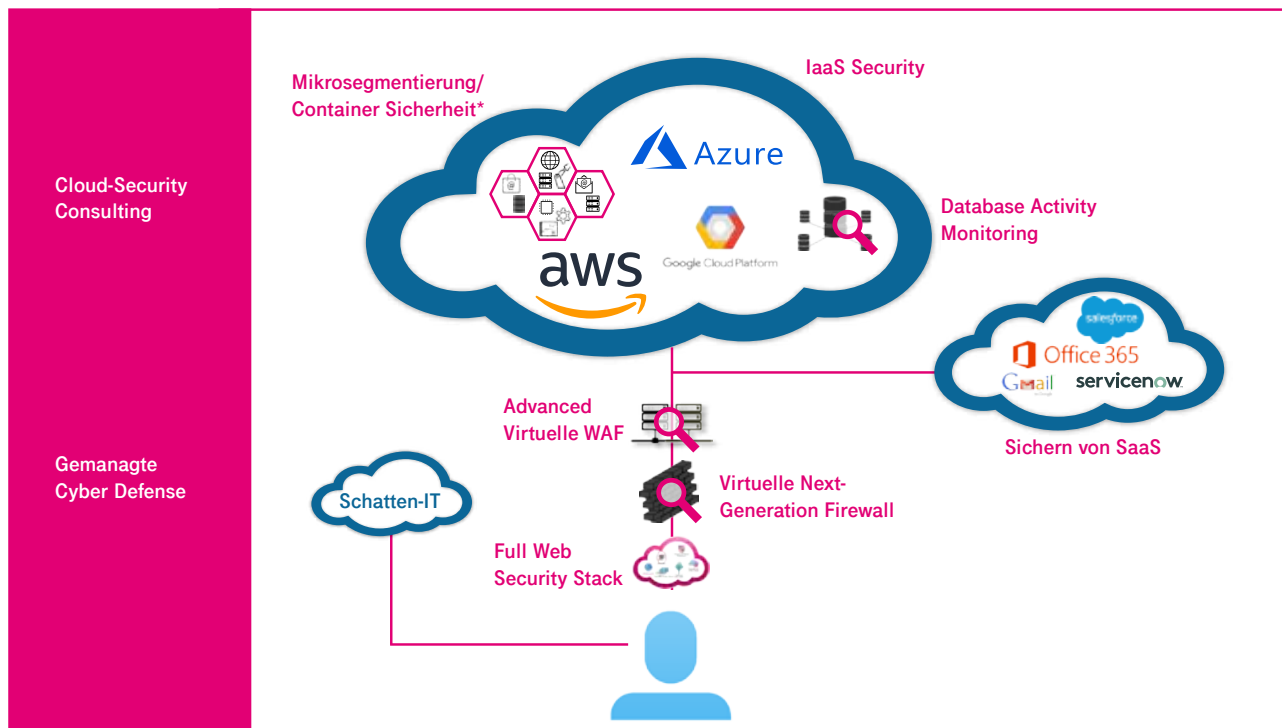 Cloud-Security
Consulting
Gemanagte
Cyber Defense
Mikrosegmentierung/
Container Sicherheit*
IaaS Security
Azure
aws
Google Cloud Platform
Database Activity
Monitoring
salesforce
Office 365
Gmail
servicenow
Sichern von SaaS
Advanced
Virtuelle WAF
Schatten-IT
Virtuelle Next-
Generation Firewall
Full Web
Security Stack